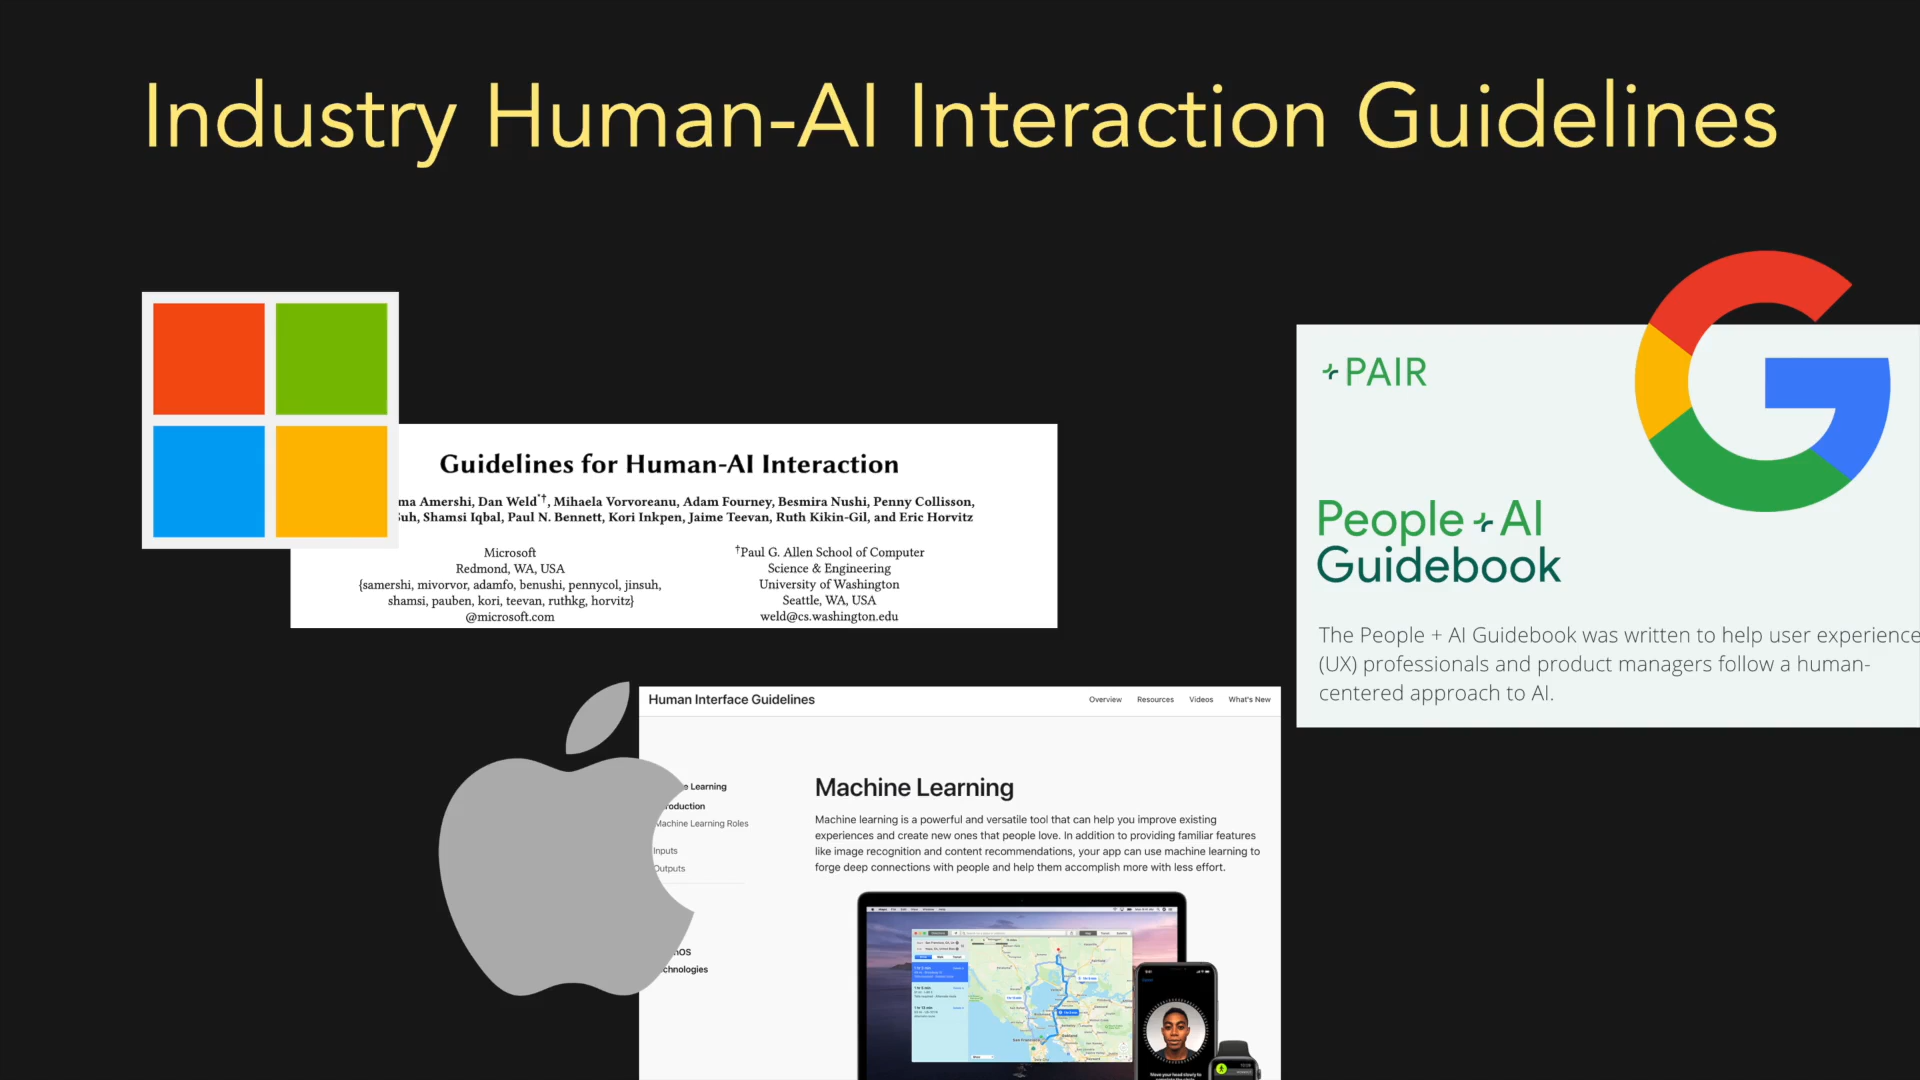 Industry Human-AI Interaction Guidelines
Guidelines for Human-AI Interaction
ma Amershi, Dan Weld*†, Mihaela Vorvoreanu, Adam Fourney, Besmira Nushi, Penny Collisson,
Suh, Shamsi Iqbal, Paul N. Bennett, Kori Inkpen, Jaime Teevan, Ruth Kikin-Gil, and Eric Horvitz
Microsoft
Redmond, WA, USA
{samershi, mivorvor, adamfo, benushi, pennycol, jinsuh,
shamsi, pauben, kori, teevan, ruthkg, horvitz}
@microsoft.com
†Paul G. Allen School of Computer
Science & Engineering
University of Washington
Seattle, WA, USA
weld@cs.washington.edu
PAIR
People + AI
Guidebook
The People + AI Guidebook was written to help user experience
(UX) professionals and product managers follow a human-
centered approach to AI.
Human Interface Guidelines
Overview Resources Videos What's New
e Learning
roduction
Machine Learning Roles
Inputs
Outputs
nOS
chnologies
Machine Learning
Machine learning is a powerful and versatile tool that can help you improve existing
experiences and create new ones that people love. In addition to providing familiar features
like image recognition and content recommendations, your app can use machine learning to
forge deep connections with people and help them accomplish more with less effort.
Move your head slowly to